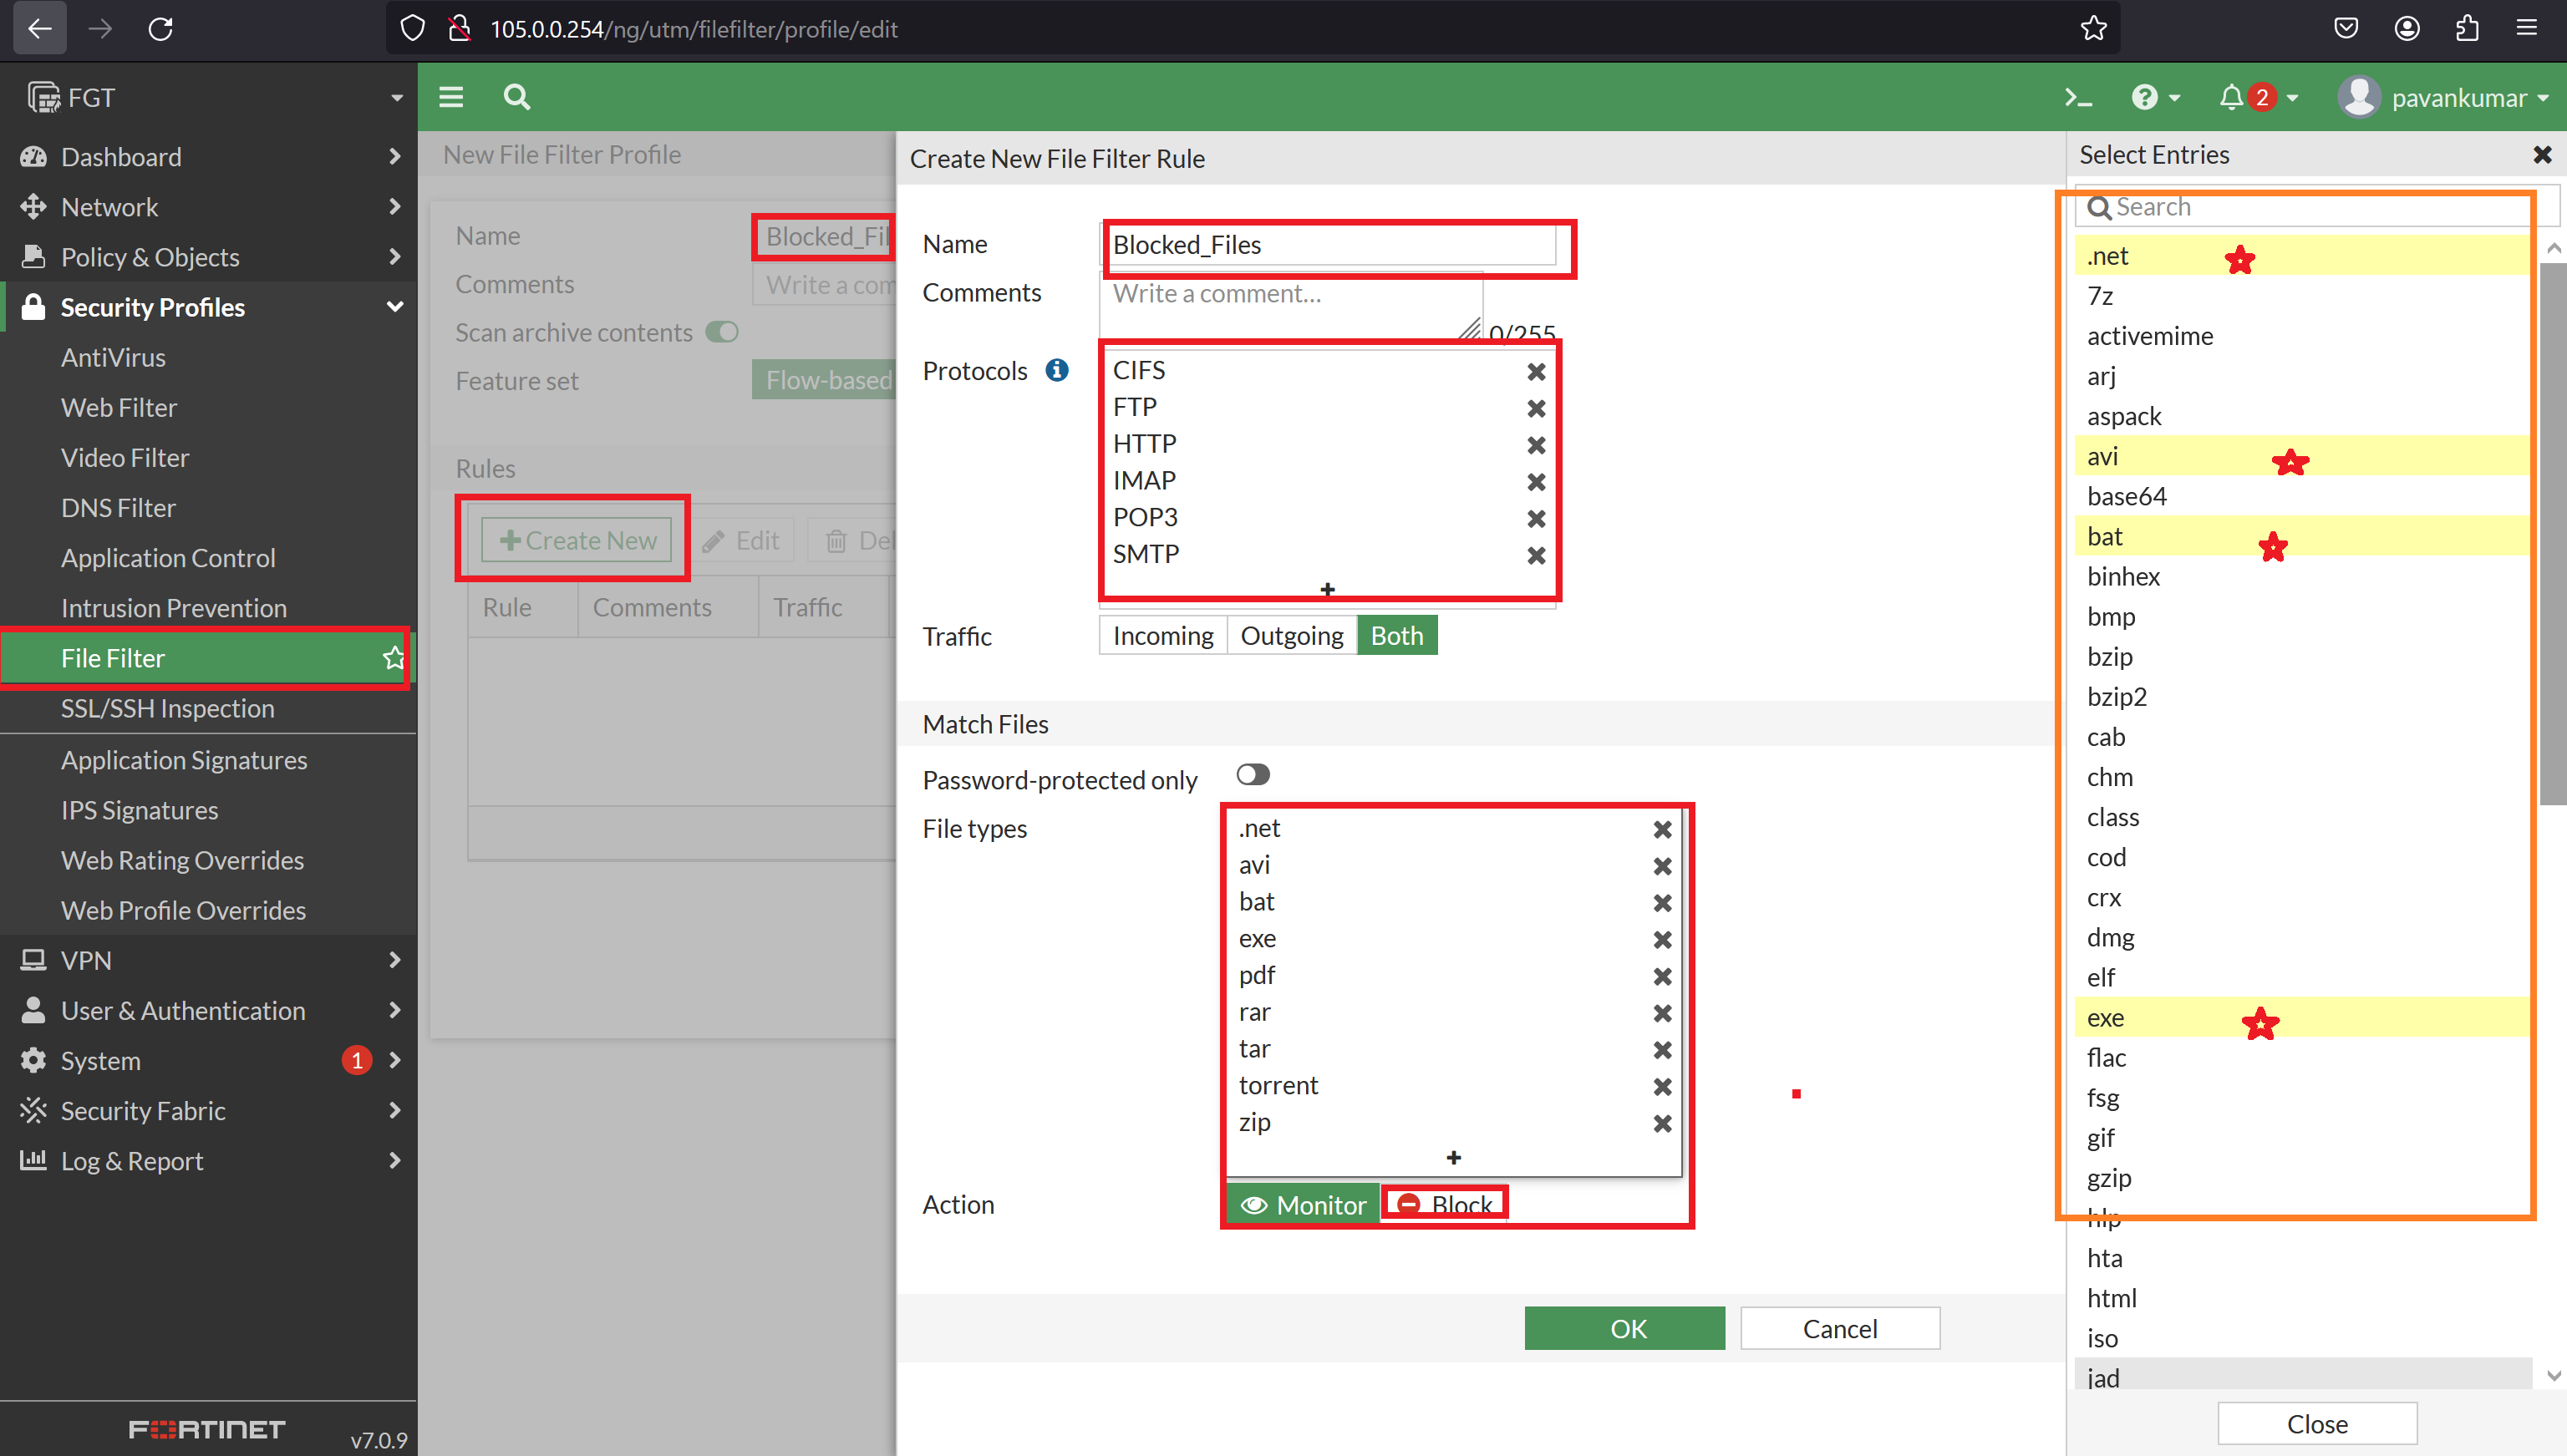 105.0.0.254/ng/utm/filefilter/profile/edit
FGT
2
pavankumar
Dashboard
Network
Policy & Objects
Security Profiles
AntiVirus
Web Filter
Video Filter
DNS Filter
Application Control
Intrusion Prevention
File Filter
SSL/SSH Inspection
Application Signatures
IPS Signatures
Web Rating Overrides
Web Profile Overrides
VPN
User & Authentication
System 1
Security Fabric
Log & Report
FORTINET
v7.0.9
New File Filter Profile
Name Blocked_Fil
Comments Write a com
Scan archive contents
Feature set Flow-based
Rules
Create New Edit Del
Rule Comments Traffic
Create New File Filter Rule
Name Blocked_Files
Comments Write a comment...
0/255
Protocols CIFS
FTP
HTTP
IMAP
POP3
SMTP
Traffic Incoming Outgoing Both
Match Files
Password-protected only
File types .net
avi
bat
exe
pdf
rar
tar
torrent
zip
Action Monitor Block
OK Cancel
Select Entries
Search
.net
7z
activemime
arj
aspack
avi
base64
bat
binhex
bmp
bzip
bzip2
cab
chm
class
cod
crx
dmg
elf
exe
flac
fsg
gif
gzip
hlp
hta
html
iso
jad
Close